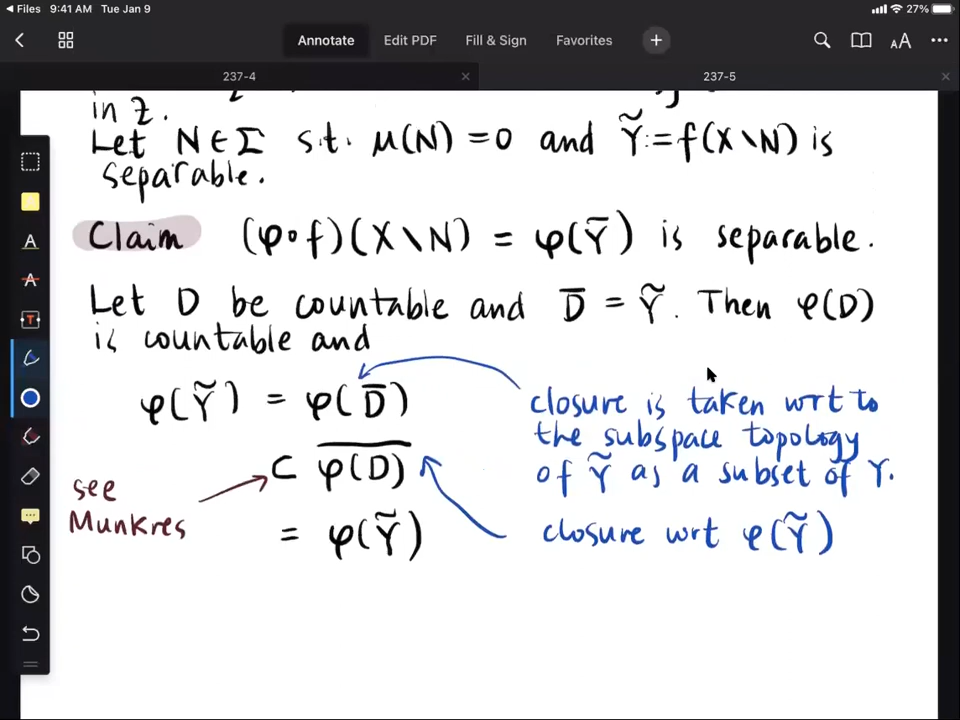 Files 9:41 AM Tue Jan 9 27%
Annotate Edit PDF Fill & Sign Favorites
AA
237-4 237-5
in Z.
Let N ∈ Σ s.t. μ(N) = 0 and Ỹ := f(X \ N) is
separable.
Claim (φ∘f)(X \ N) = φ(Ȳ) is separable.
Let D be countable and D̄ = Ỹ. Then φ(D)
is countable and
φ(Ỹ) = φ(D̄)
⊂ \overline{φ(D)}
= φ(Ỹ)
see
Munkres
closure is taken wrt to
the subspace topology
of Ỹ as a subset of Y.
closure wrt φ(Ỹ)
A
A
T